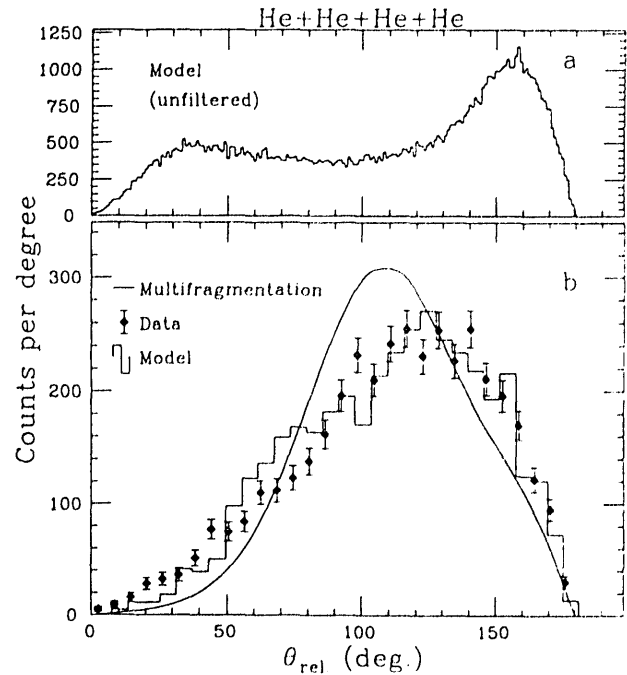 He+He+He+He
1250
1000
750
500
250
0
Model
(unfiltered)
a
Counts per degree
300
200
100
0
Multifragmentation
Data
Model
b
0 50 100 150
θrel (deg.)